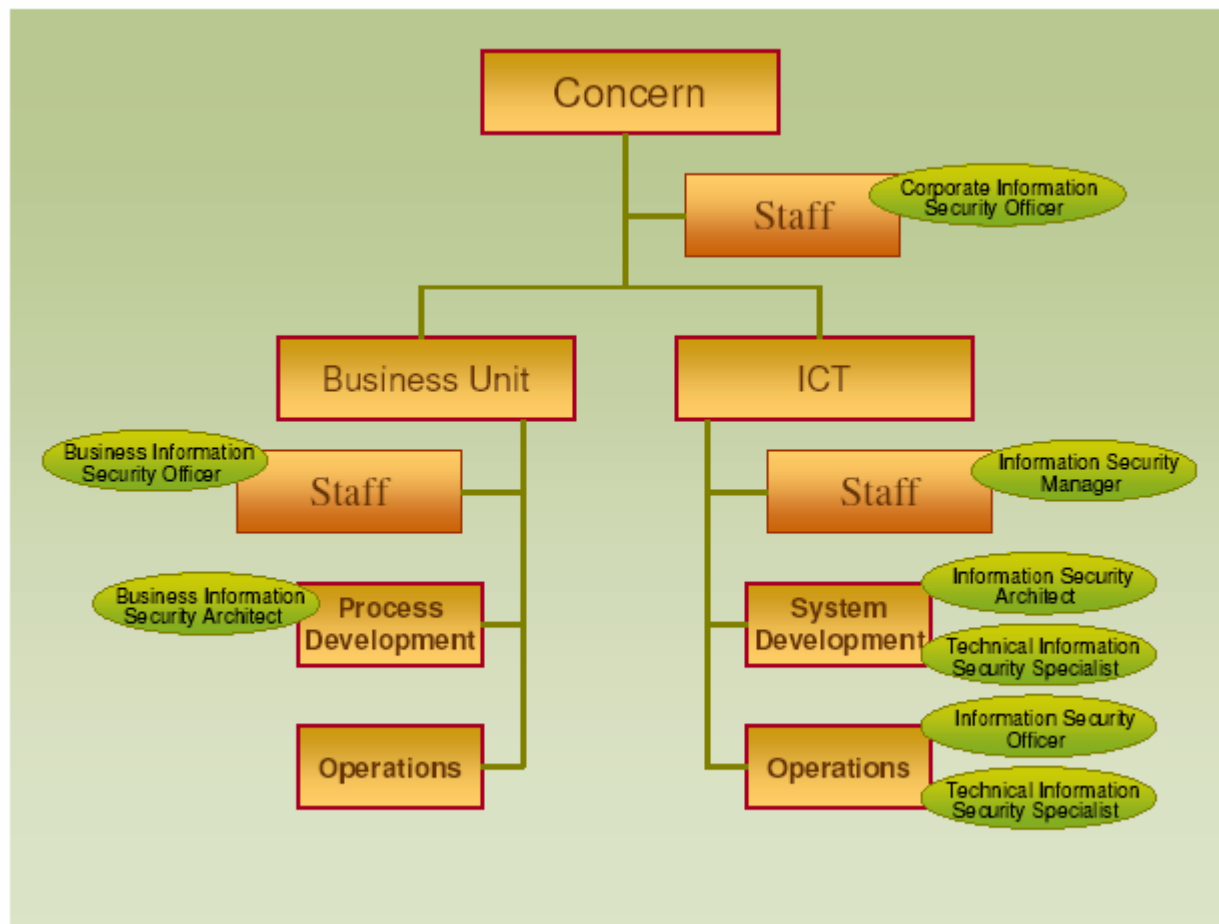 Concern
Staff
Corporate Information
Security Officer
Business Unit
ICT
Business Information
Security Officer
Staff
Staff
Information Security
Manager
Business Information
Security Architect
Process
Development
System
Development
Information Security
Architect
Technical Information
Security Specialist
Operations
Operations
Information Security
Officer
Technical Information
Security Specialist